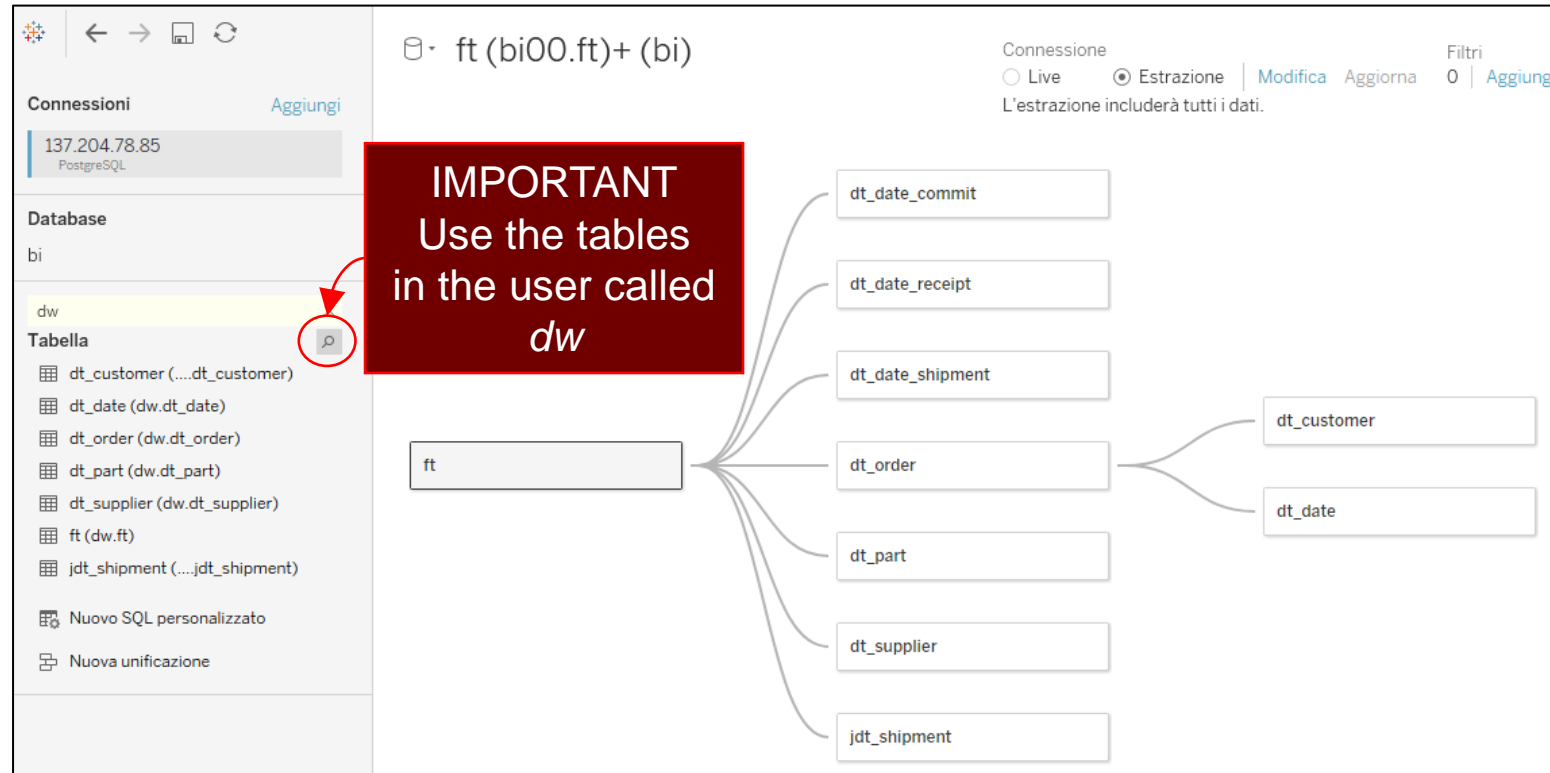 ft (bi00.ft)+ (bi)
Connessione
Live Estrazione Modifica Aggiorna
L'estrazione includerà tutti i dati.
Filtri
0 Aggiung
Connessioni Aggiungi
137.204.78.85
PostgreSQL
Database
bi
dw
Tabella
dt_customer (....dt_customer)
dt_date (dw.dt_date)
dt_order (dw.dt_order)
dt_part (dw.dt_part)
dt_supplier (dw.dt_supplier)
ft (dw.ft)
jdt_shipment (....jdt_shipment)
Nuovo SQL personalizzato
Nuova unificazione
IMPORTANT
Use the tables
in the user called
dw
ft
dt_date_commit
dt_date_receipt
dt_date_shipment
dt_order
dt_part
dt_supplier
jdt_shipment
dt_customer
dt_date